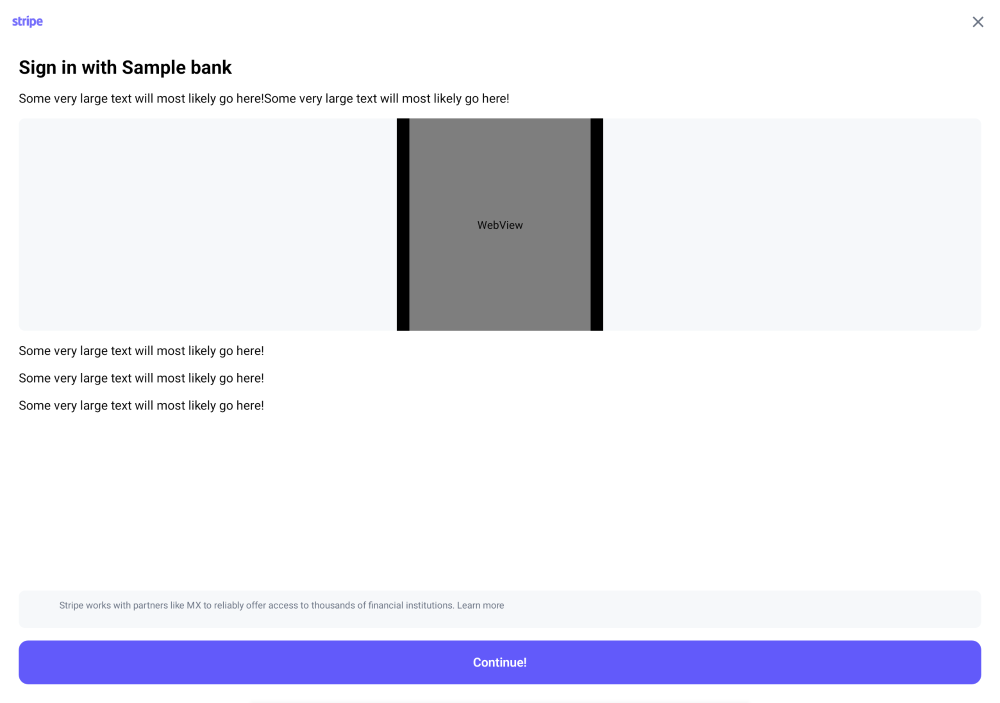 stripe
Sign in with Sample bank
Some very large text will most likely go here!Some very large text will most likely go here!
WebView
Some very large text will most likely go here!
Some very large text will most likely go here!
Some very large text will most likely go here!
Stripe works with partners like MX to reliably offer access to thousands of financial institutions. Learn more
Continue!